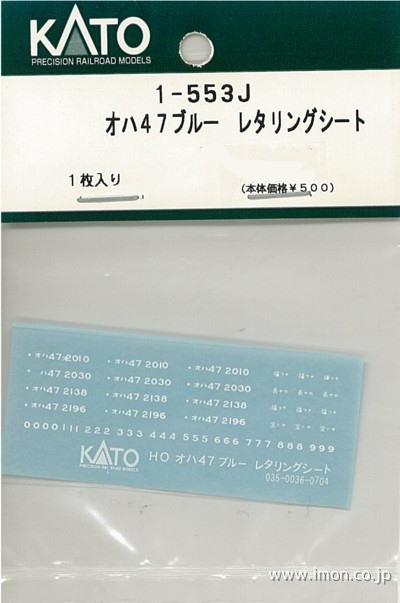 KATO
PRECISION RAILROAD MODELS
1-553J
オハ47ブルー レタリングシート
1枚入り
(本体価格¥500)
・オハ47 2010 ・オハ47 2010 ・オハ47 2010
・ ハ47 2030 ・オハ47 2030 ・オハ47 2030
・オハ47 2138 ・オハ47 2138 ・オハ47 2138
・オハ47 2196 ・オハ47 2196 ・オハ47 2196
0000111 222 333 444 555 666 777 888 999
KATO
PRECISION RAILROAD MODELS
HO オハ47ブルー レタリングシート
035-0036-0704
www.imon.co.jp